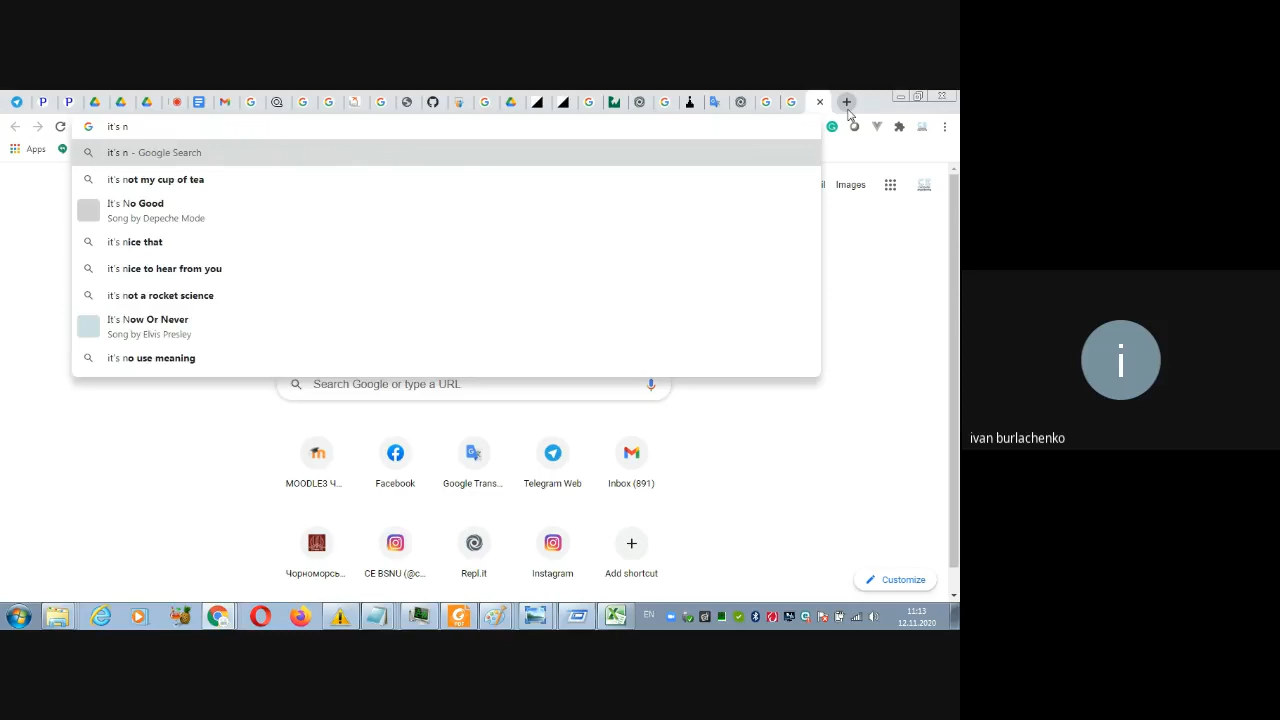 it's n
Apps
it's n - Google Search
it's not my cup of tea
It's No Good
Song by Depeche Mode
il
Images
it's nice that
it's nice to hear from you
it's not a rocket science
It's Now Or Never
Song by Elvis Presley
it's no use meaning
Search Google or type a URL
i
ivan burlachenko
MOODLE3 Ч...
Facebook
Google Trans...
Telegram Web
Inbox (891)
Чорноморсь...
CE BSNU (@c...
Repl.it
Instagram
Add shortcut
Customize
EN
11:13
12.11.2020